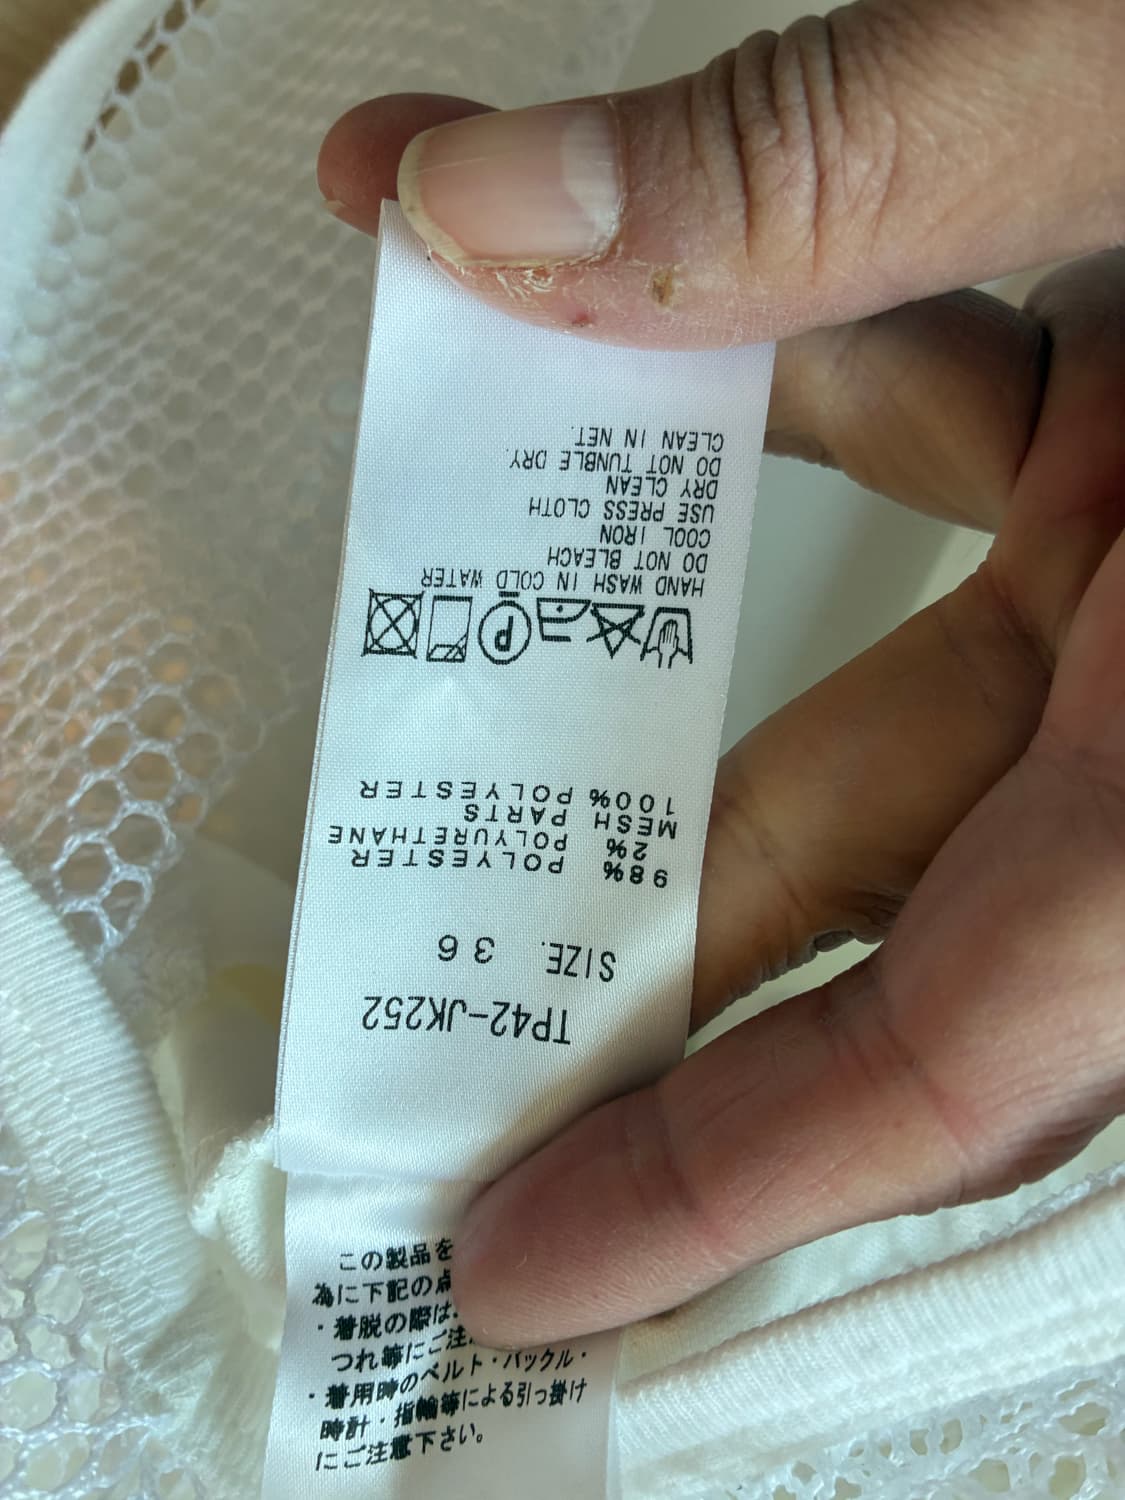 TP42-JK252
SIZE. 36
98% POLYESTER
2% POLYURETHANE
MESH PARTS
100% POLYESTER
P
HAND WASH IN COLD WATER
DO NOT BLEACH
COOL IRON
USE PRESS CLOTH
DRY CLEAN
DO NOT TUNBLE DRY.
CLEAN IN NET.
この製品を
為に下記の点
・着脱の際は
つれ等にご注
・着用時のベルト・バックル・
時計・指輪等による引っ掛け
にご注意下さい。